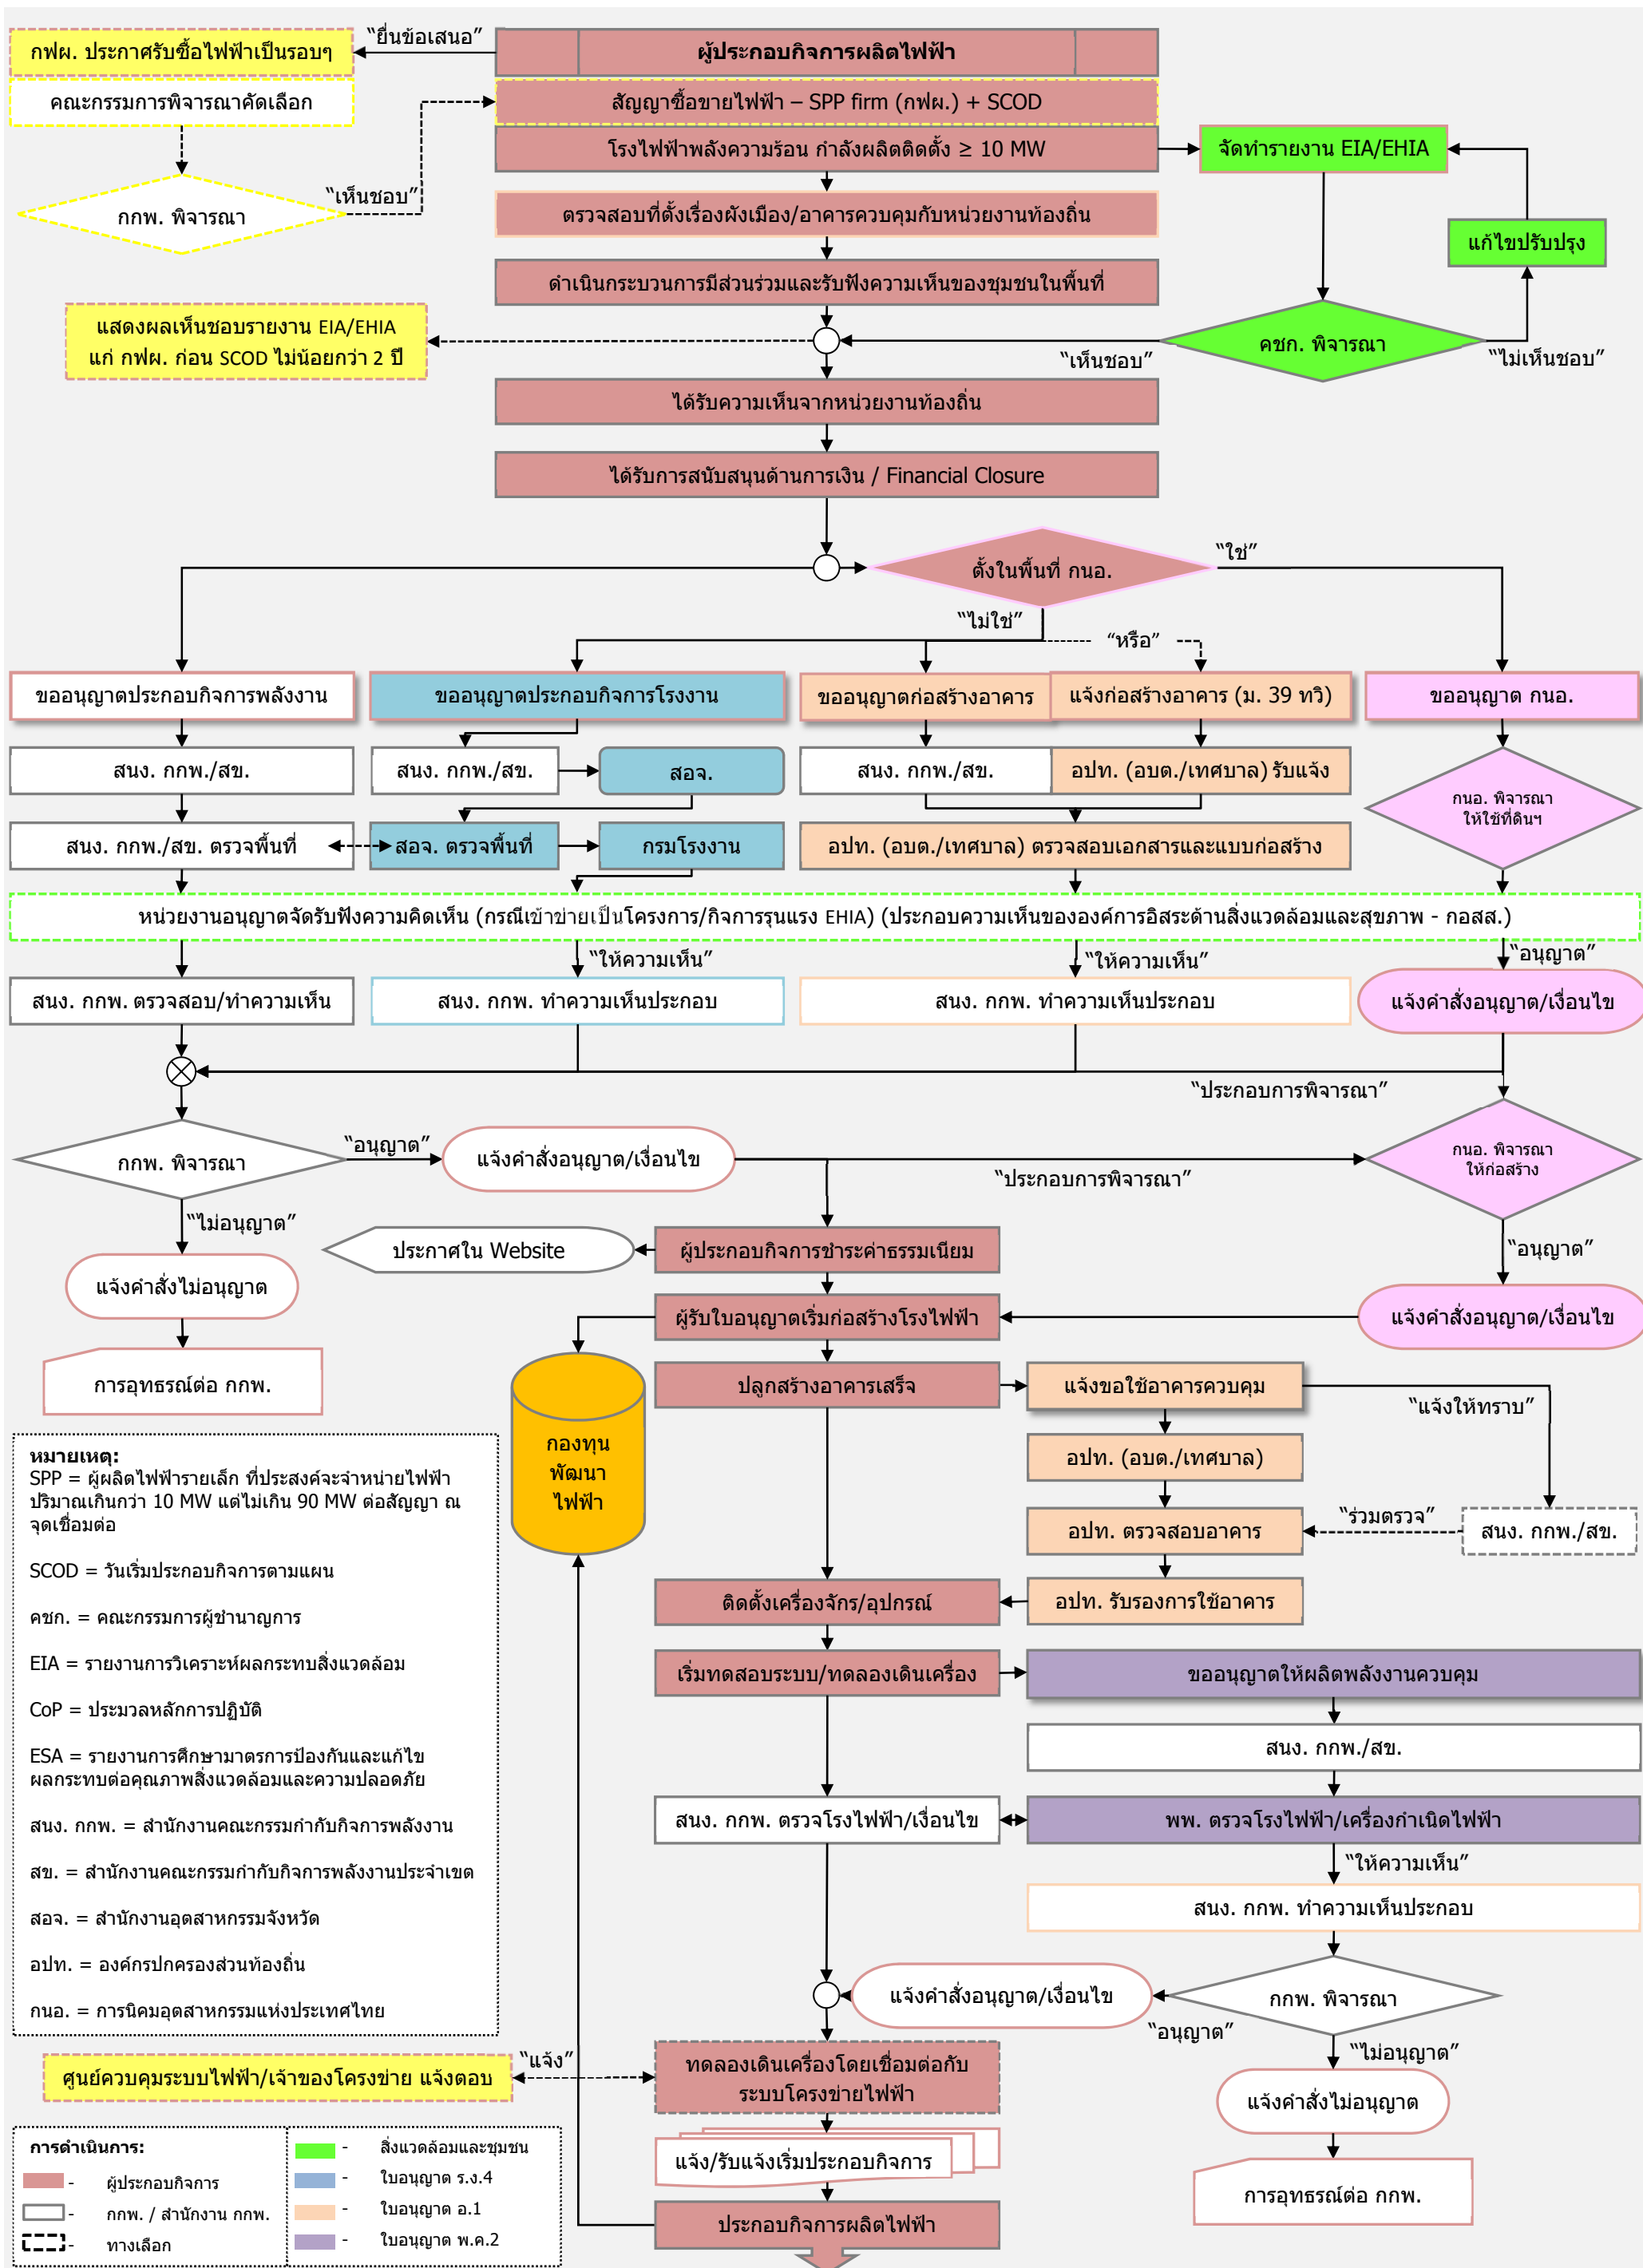 กฟผ. ประกาศรับซื้อไฟฟ้าเป็นรอบๆ
“ยื่นข้อเสนอ”
ผู้ประกอบกิจการผลิตไฟฟ้า
คณะกรรมการพิจารณาคัดเลือก
สัญญาซื้อขายไฟฟ้า – SPP firm (กฟผ.) + SCOD
โรงไฟฟ้าพลังความร้อน กำลังผลิตติดตั้ง ≥ 10 MW
จัดทำรายงาน EIA/EHIA
กกพ. พิจารณา
“เห็นชอบ”
ตรวจสอบที่ตั้งเรื่องผังเมือง/อาคารควบคุมกับหน่วยงานท้องถิ่น
แก้ไขปรับปรุง
ดำเนินกระบวนการมีส่วนร่วมและรับฟังความเห็นของชุมชนในพื้นที่
แสดงผลเห็นชอบรายงาน EIA/EHIA
แก่ กฟผ. ก่อน SCOD ไม่น้อยกว่า 2 ปี
คชก. พิจารณา
“เห็นชอบ”
“ไม่เห็นชอบ”
ได้รับความเห็นจากหน่วยงานท้องถิ่น
ได้รับการสนับสนุนด้านการเงิน / Financial Closure
ตั้งในพื้นที่ กนอ.
“ใช่”
“ไม่ใช่”
“หรือ”
ขออนุญาตประกอบกิจการพลังงาน
ขออนุญาตประกอบกิจการโรงงาน
ขออนุญาตก่อสร้างอาคาร
แจ้งก่อสร้างอาคาร (ม. 39 ทวิ)
ขออนุญาต กนอ.
สนง. กกพ./สข.
สนง. กกพ./สข.
สอจ.
สนง. กกพ./สข.
อปท. (อบต./เทศบาล) รับแจ้ง
กนอ. พิจารณา
ให้ใช้ที่ดินฯ
สนง. กกพ./สข. ตรวจพื้นที่
สอจ. ตรวจพื้นที่
กรมโรงงาน
อปท. (อบต./เทศบาล) ตรวจสอบเอกสารและแบบก่อสร้าง
หน่วยงานอนุญาตจัดรับฟังความคิดเห็น (กรณีเข้าข่ายเป็นโครงการ/กิจการรุนแรง EHIA) (ประกอบความเห็นขององค์การอิสระด้านสิ่งแวดล้อมและสุขภาพ - กอสส.)
“ให้ความเห็น”
“ให้ความเห็น”
“อนุญาต”
สนง. กกพ. ตรวจสอบ/ทำความเห็น
สนง. กกพ. ทำความเห็นประกอบ
สนง. กกพ. ทำความเห็นประกอบ
แจ้งคำสั่งอนุญาต/เงื่อนไข
“ประกอบการพิจารณา”
กกพ. พิจารณา
“อนุญาต”
แจ้งคำสั่งอนุญาต/เงื่อนไข
“ประกอบการพิจารณา”
กนอ. พิจารณา
ให้ก่อสร้าง
“ไม่อนุญาต”
ประกาศใน Website
ผู้ประกอบกิจการชำระค่าธรรมเนียม
“อนุญาต”
แจ้งคำสั่งไม่อนุญาต
ผู้รับใบอนุญาตเริ่มก่อสร้างโรงไฟฟ้า
แจ้งคำสั่งอนุญาต/เงื่อนไข
การอุทธรณ์ต่อ กกพ.
ปลูกสร้างอาคารเสร็จ
แจ้งขอใช้อาคารควบคุม
“แจ้งให้ทราบ”
กองทุน
พัฒนา
ไฟฟ้า
อปท. (อบต./เทศบาล)
อปท. ตรวจสอบอาคาร
“ร่วมตรวจ”
สนง. กกพ./สข.
ติดตั้งเครื่องจักร/อุปกรณ์
อปท. รับรองการใช้อาคาร
เริ่มทดสอบระบบ/ทดลองเดินเครื่อง
ขออนุญาตให้ผลิตพลังงานควบคุม
สนง. กกพ./สข.
สนง. กกพ. ตรวจโรงไฟฟ้า/เงื่อนไข
พพ. ตรวจโรงไฟฟ้า/เครื่องกำเนิดไฟฟ้า
“ให้ความเห็น”
สนง. กกพ. ทำความเห็นประกอบ
แจ้งคำสั่งอนุญาต/เงื่อนไข
กกพ. พิจารณา
“อนุญาต”
“ไม่อนุญาต”
หมายเหตุ:
SPP = ผู้ผลิตไฟฟ้ารายเล็ก ที่ประสงค์จะจำหน่ายไฟฟ้า
ปริมาณเกินกว่า 10 MW แต่ไม่เกิน 90 MW ต่อสัญญา ณ
จุดเชื่อมต่อ
SCOD = วันเริ่มประกอบกิจการตามแผน
คชก. = คณะกรรมการผู้ชำนาญการ
EIA = รายงานการวิเคราะห์ผลกระทบสิ่งแวดล้อม
CoP = ประมวลหลักการปฏิบัติ
ESA = รายงานการศึกษามาตรการป้องกันและแก้ไข
ผลกระทบต่อคุณภาพสิ่งแวดล้อมและความปลอดภัย
สนง. กกพ. = สำนักงานคณะกรรมกำกับกิจการพลังงาน
สข. = สำนักงานคณะกรรมกำกับกิจการพลังงานประจำเขต
สอจ. = สำนักงานอุตสาหกรรมจังหวัด
อปท. = องค์กรปกครองส่วนท้องถิ่น
กนอ. = การนิคมอุตสาหกรรมแห่งประเทศไทย
ศูนย์ควบคุมระบบไฟฟ้า/เจ้าของโครงข่าย แจ้งตอบ
“แจ้ง”
ทดลองเดินเครื่องโดยเชื่อมต่อกับ
ระบบโครงข่ายไฟฟ้า
แจ้งคำสั่งไม่อนุญาต
แจ้ง/รับแจ้งเริ่มประกอบกิจการ
การอุทธรณ์ต่อ กกพ.
ประกอบกิจการผลิตไฟฟ้า
การดำเนินการ:
- ผู้ประกอบกิจการ
- กกพ. / สำนักงาน กกพ.
- ทางเลือก
- สิ่งแวดล้อมและชุมชน
- ใบอนุญาต ร.ง.4
- ใบอนุญาต อ.1
- ใบอนุญาต พ.ค.2